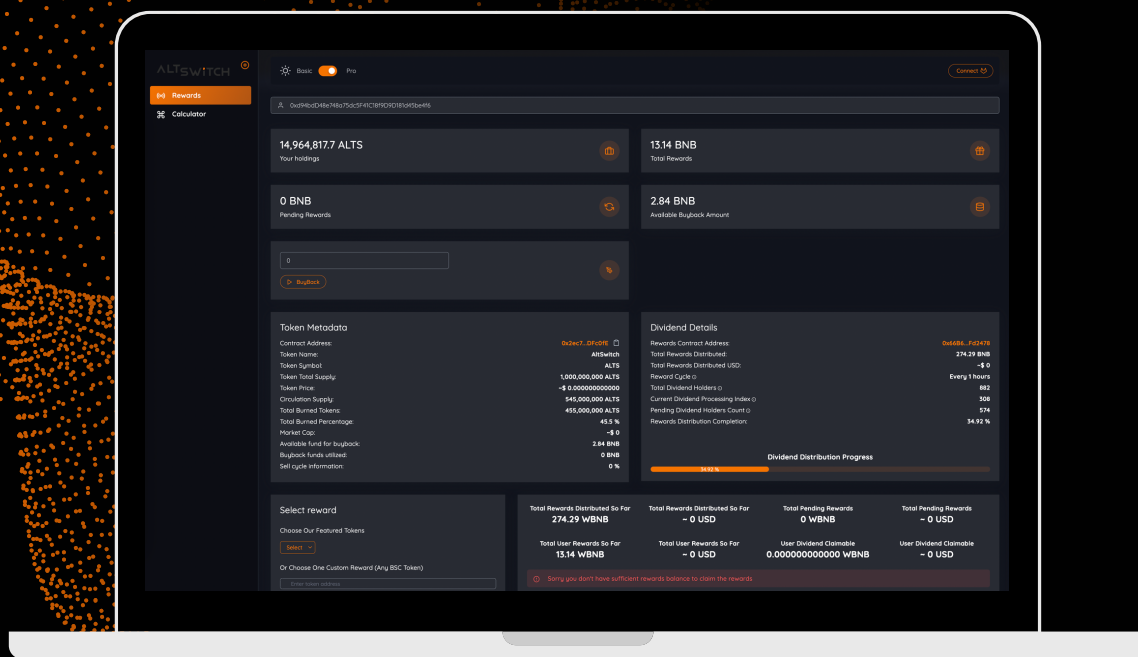 ALTSWiTCH
Basic Pro
Connect
Rewards
Calculator
14,964,817.7 ALTS
Your holdings
13.14 BNB
Total Rewards
0 BNB
Pending Rewards
2.84 BNB
Available Buyback Amount
0
BuyBack
Token Metadata
Contract Address: 0x2ec7...DFc0fE
Token Name: AltSwitch
Token Symbol: ALTS
Token Total Supply: 1,000,000,000 ALTS
Token Price: ~$ 0.000000000000
Circulation Supply: 545,000,000 ALTS
Total Burned Tokens: 455,000,000 ALTS
Total Burned Percentage: 45.5 %
Market Cap: ~$ 0
Available fund for buyback: 2.84 BNB
Buyback funds utilized: 0 BNB
Sell cycle information: 0 %
Dividend Details
Rewards Contract Address: 0x66B6...Fd2478
Total Rewards Distributed: 274.29 BNB
Total Rewards Distributed USD: ~$ 0
Reward Cycle Every 1 hours
Total Dividend Holders 882
Current Dividend Processing Index 308
Pending Dividend Holders Count 574
Rewards Distribution Completion: 34.92 %
Dividend Distribution Progress
34.92 %
Select reward
Choose Our Featured Tokens
Select
Or Choose One Custom Reward (Any BSC Token)
Enter token address
Total Rewards Distributed So Far Total Rewards Distributed So Far Total Pending Rewards Total Pending Rewards
274.29 WBNB ~ 0 USD 0 WBNB ~ 0 USD
Total User Rewards So Far Total User Rewards So Far User Dividend Claimable User Dividend Claimable
13.14 WBNB ~ 0 USD 0.000000000000 WBNB ~ 0 USD
Sorry you don't have sufficient rewards balance to claim the rewards